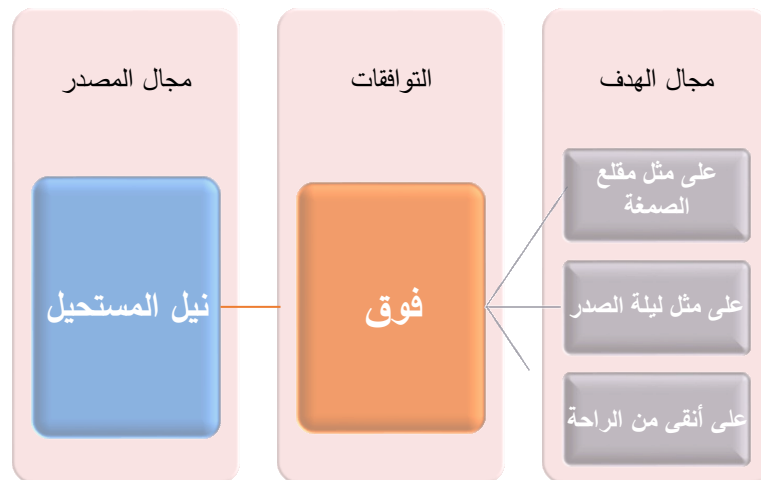 مجال الهدف
التوافقات
مجال المصدر
على مثل مقلع
الصمغة
على مثل ليلة الصدر
على أنقى من الراحة
فوق
نيل المستحيل